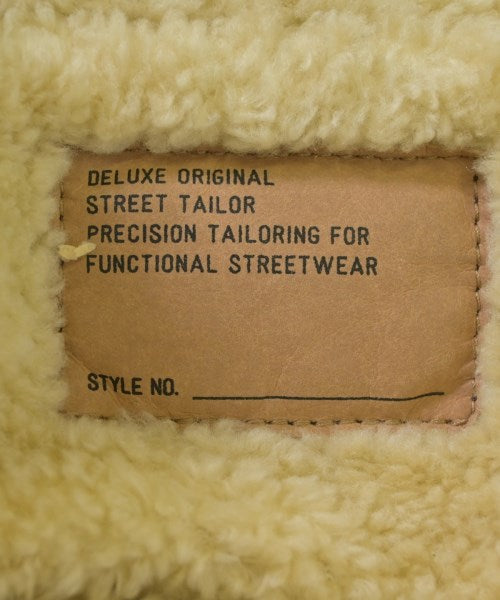 DELUXE ORIGINAL
STREET TAILOR
PRECISION TAILORING FOR
FUNCTIONAL STREETWEAR
STYLE NO.